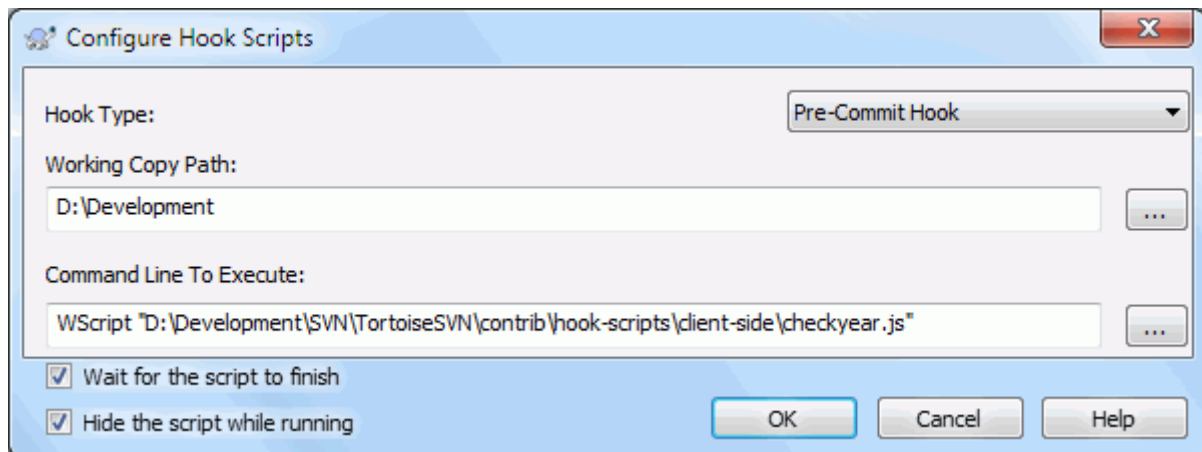 Configure Hook Scripts
Hook Type:
Pre-Commit Hook
Working Copy Path:
D:\Development
...
Command Line To Execute:
WScript "D:\Development\SVN\TortoiseSVN\contrib\hook-scripts\client-side\checkyear.js"
...
Wait for the script to finish
Hide the script while running
OK
Cancel
Help